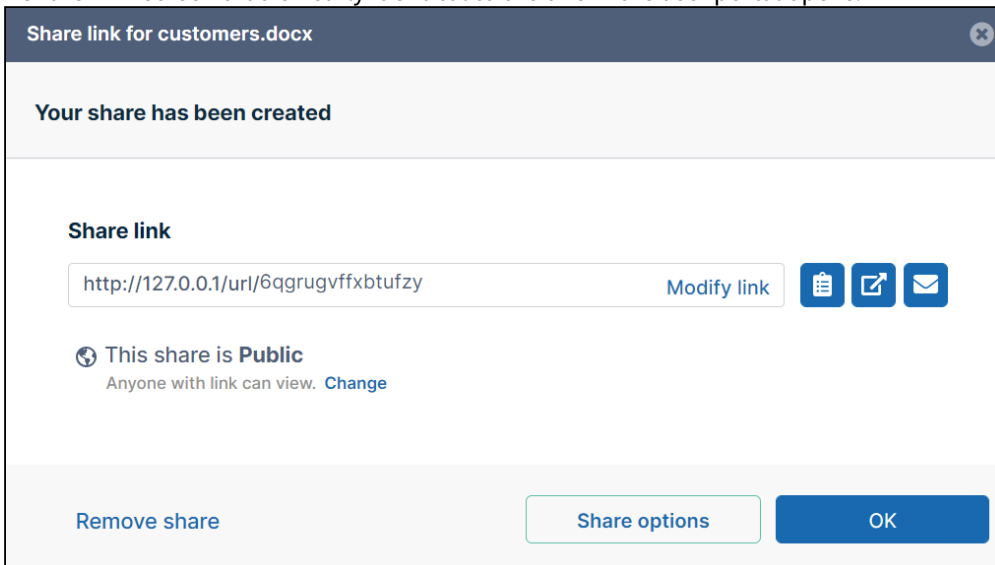 Share link for customers.docx
Your share has been created
Share link
http://127.0.0.1/url/6qgrugvffxbtufzy
Modify link
This share is Public
Anyone with link can view. Change
Remove share
Share options
OK